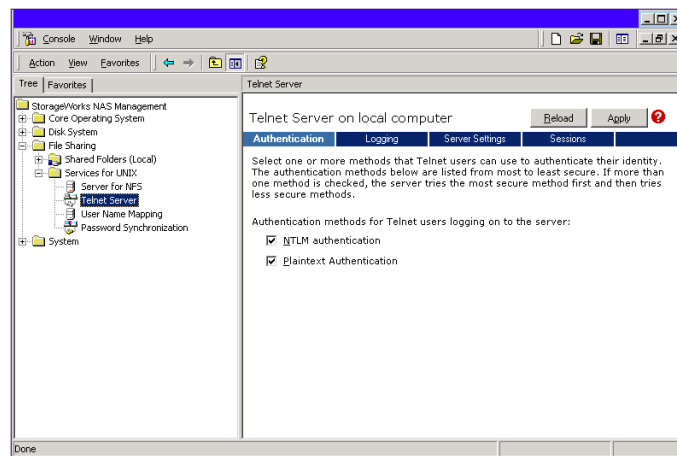 Console Window Help
Action View Favorites
Tree Favorites
Telnet Server
StorageWorks NAS Management
Core Operating System
Disk System
File Sharing
Shared Folders (Local)
Services for UNIX
Server for NFS
Telnet Server
User Name Mapping
Password Synchronization
System
Telnet Server on local computer
Reload Apply
Authentication Logging Server Settings Sessions
Select one or more methods that Telnet users can use to authenticate their identity.
The authentication methods below are listed from most to least secure. If more than
one method is checked, the server tries the most secure method first and then tries
less secure methods.
Authentication methods for Telnet users logging on to the server:
NTLM authentication
Plaintext Authentication
Done